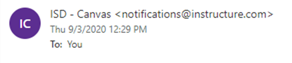 IC
ISD - Canvas <notifications@instructure.com>
Thu 9/3/2020 12:29 PM
To: You